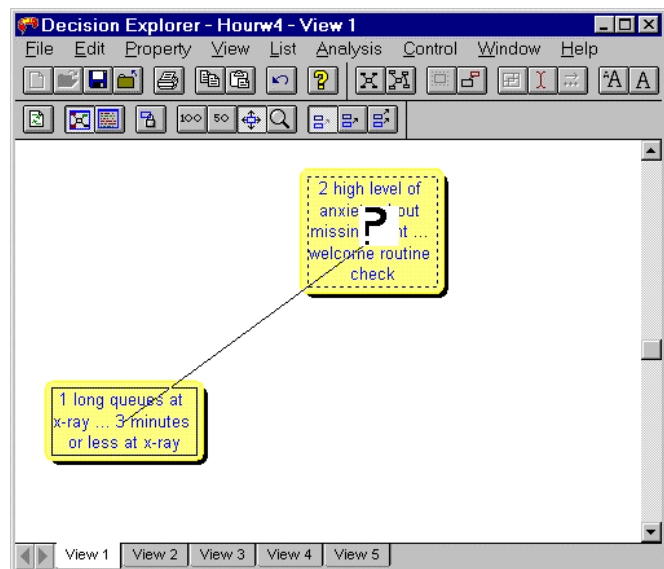 Decision Explorer - Hourw4 - View 1
File Edit Property View List Analysis Control Window Help
? A A
100 50
2 high level of
out
...
welcome routine
check
?
1 long queues at
x-ray ... 3 minutes
or less at x-ray
View 1 View 2 View 3 View 4 View 5